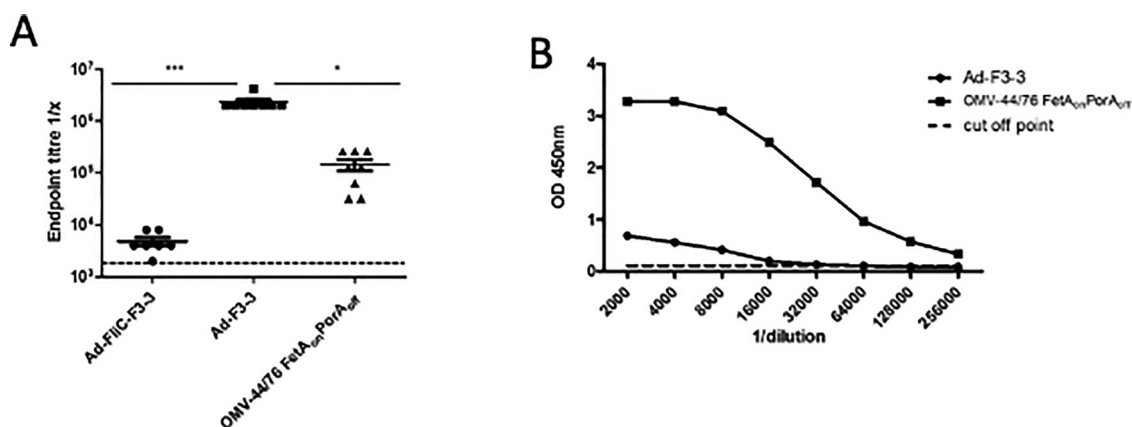 A
Endpoint titre 1/x
10⁷
10⁶
10⁵
10⁴
10³
***
*
Ad-FliC-F3-3
Ad-F3-3
OMV-44/76 FetAₒₙPorAₒff
B
OD 450nm
4
3
2
1
0
2000
4000
8000
16000
32000
64000
128000
256000
1/dilution
Ad-F3-3
OMV-44/76 FetAₒₙPorAₒff
cut off point